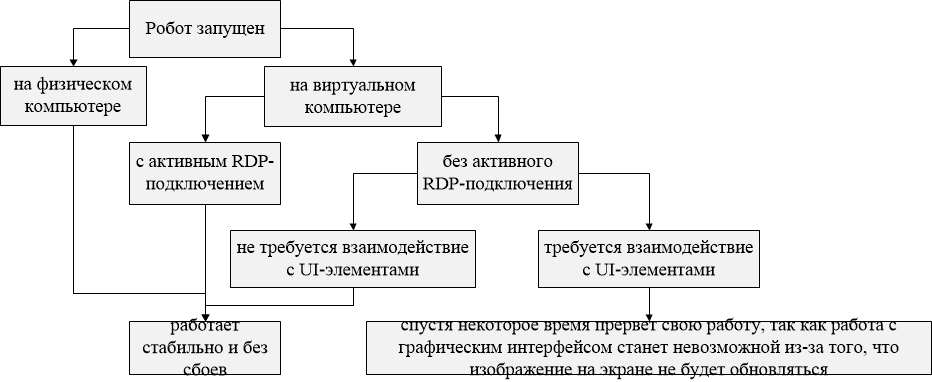 Робот запущен
на физическом
компьютере
на виртуальном
компьютере
с активным RDP-
подключением
без активного
RDP-подключения
не требуется взаимодействие
с UI-элементами
требуется взаимодействие
с UI-элементами
работает
стабильно и без
сбоев
спустя некоторое время прервет свою работу, так как работа с
графическим интерфейсом станет невозможной из-за того, что
изображение на экране не будет обновляться